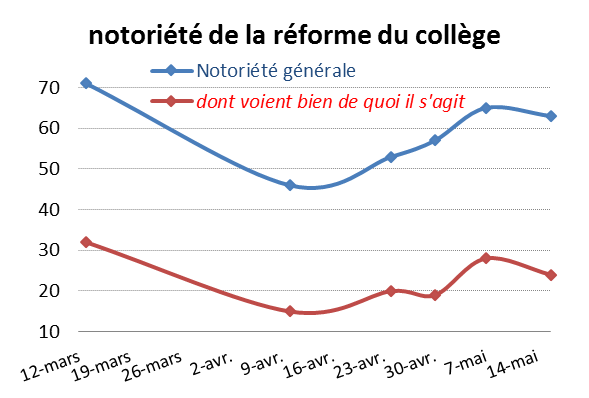 notoriété de la réforme du collège
Notoriété générale
dont voient bien de quoi il s'agit
70
60
50
40
30
20
10
12-mars 19-mars 26-mars 2-avr. 9-avr. 16-avr. 23-avr. 30-avr. 7-mai 14-mai